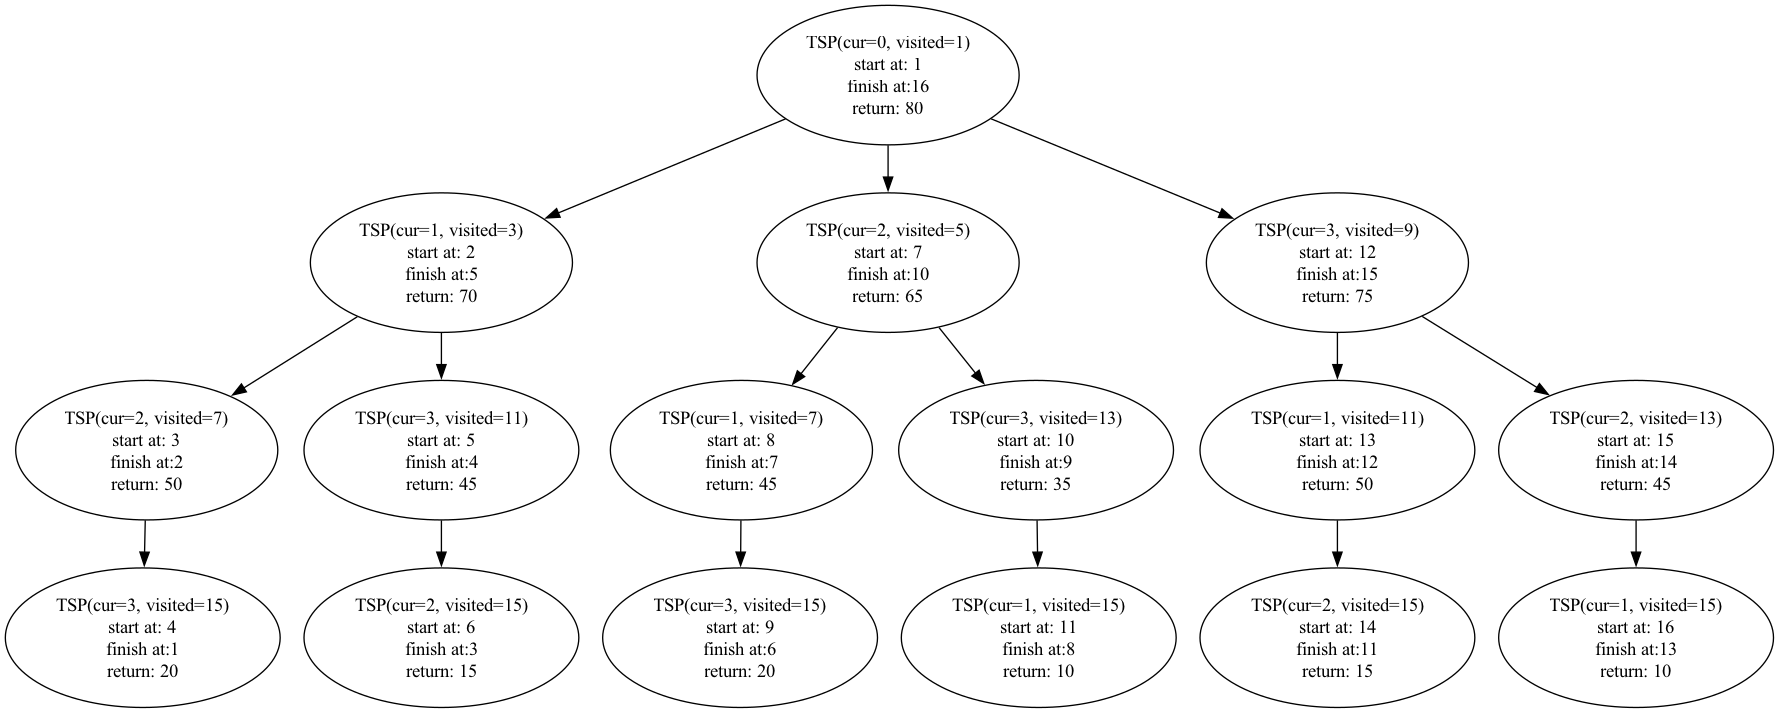 TSP(cur=0, visited=1)
start at: 1
finish at:16
return: 80
TSP(cur=1, visited=3)
start at: 2
finish at:5
return: 70
TSP(cur=2, visited=5)
start at: 7
finish at:10
return: 65
TSP(cur=3, visited=9)
start at: 12
finish at:15
return: 75
TSP(cur=2, visited=7)
start at: 3
finish at:2
return: 50
TSP(cur=3, visited=11)
start at: 5
finish at:4
return: 45
TSP(cur=1, visited=7)
start at: 8
finish at:7
return: 45
TSP(cur=3, visited=13)
start at: 10
finish at:9
return: 35
TSP(cur=1, visited=11)
start at: 13
finish at:12
return: 50
TSP(cur=2, visited=13)
start at: 15
finish at:14
return: 45
TSP(cur=3, visited=15)
start at: 4
finish at:1
return: 20
TSP(cur=2, visited=15)
start at: 6
finish at:3
return: 15
TSP(cur=3, visited=15)
start at: 9
finish at:6
return: 20
TSP(cur=1, visited=15)
start at: 11
finish at:8
return: 10
TSP(cur=2, visited=15)
start at: 14
finish at:11
return: 15
TSP(cur=1, visited=15)
start at: 16
finish at:13
return: 10